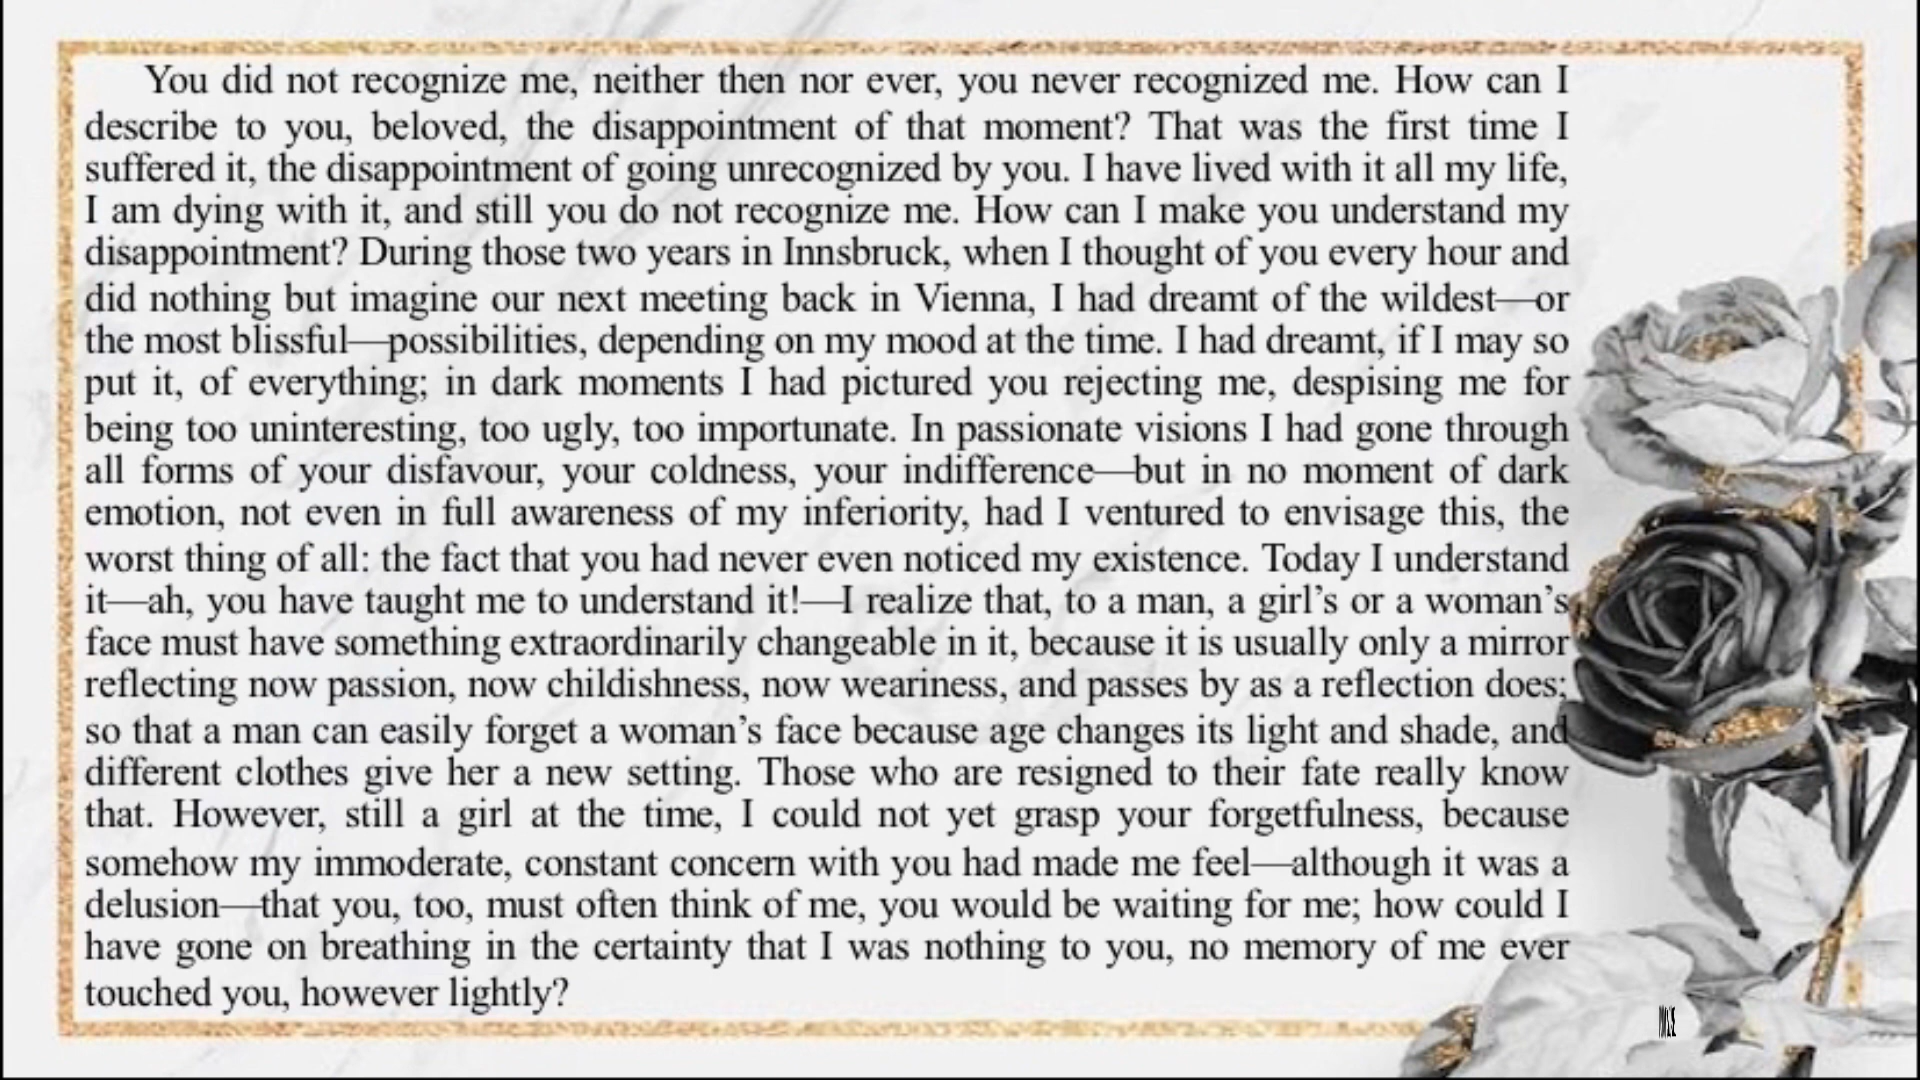 You did not recognize me, neither then nor ever, you never recognized me. How can I
describe to you, beloved, the disappointment of that moment? That was the first time I
suffered it, the disappointment of going unrecognized by you. I have lived with it all my life,
I am dying with it, and still you do not recognize me. How can I make you understand my
disappointment? During those two years in Innsbruck, when I thought of you every hour and
did nothing but imagine our next meeting back in Vienna, I had dreamt of the wildest—or
the most blissful—possibilities, depending on my mood at the time. I had dreamt, if I may so
put it, of everything; in dark moments I had pictured you rejecting me, despising me for
being too uninteresting, too ugly, too importunate. In passionate visions I had gone through
all forms of your disfavour, your coldness, your indifference—but in no moment of dark
emotion, not even in full awareness of my inferiority, had I ventured to envisage this, the
worst thing of all: the fact that you had never even noticed my existence. Today I understand
it—ah, you have taught me to understand it!—I realize that, to a man, a girl’s or a woman’s
face must have something extraordinarily changeable in it, because it is usually only a mirror
reflecting now passion, now childishness, now weariness, and passes by as a reflection does;
so that a man can easily forget a woman’s face because age changes its light and shade, and
different clothes give her a new setting. Those who are resigned to their fate really know
that. However, still a girl at the time, I could not yet grasp your forgetfulness, because
somehow my immoderate, constant concern with you had made me feel—although it was a
delusion—that you, too, must often think of me, you would be waiting for me; how could I
have gone on breathing in the certainty that I was nothing to you, no memory of me ever
touched you, however lightly?